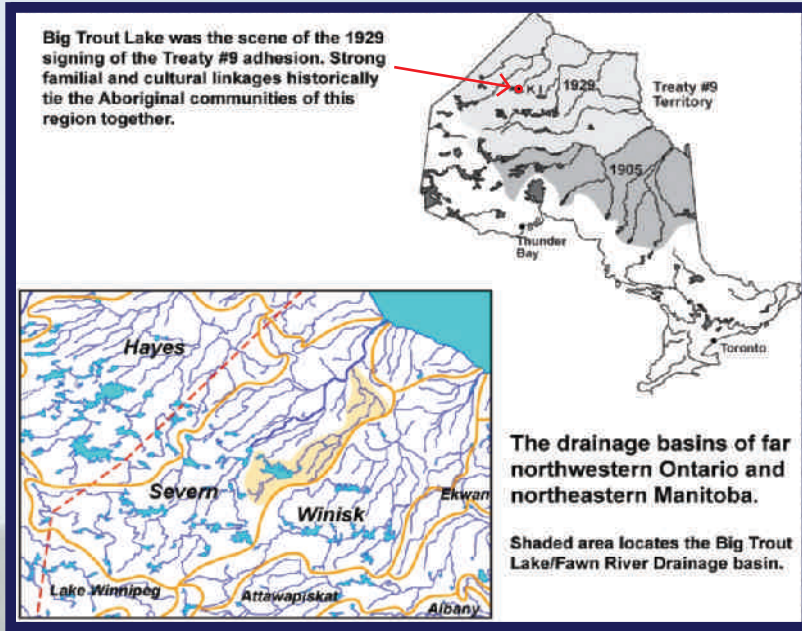 Big Trout Lake was the scene of the 1929
signing of the Treaty #9 adhesion. Strong
familial and cultural linkages historically
tie the Aboriginal communities of this
region together.
K.I.
1929
Treaty #9
Territory
1905
Thunder
Bay
Toronto
Hayes
Severn
Winisk
Ekwan
Lake Winnipeg
Attawapiskat
Albany
The drainage basins of far
northwestern Ontario and
northeastern Manitoba.
Shaded area locates the Big Trout
Lake/Fawn River Drainage basin.